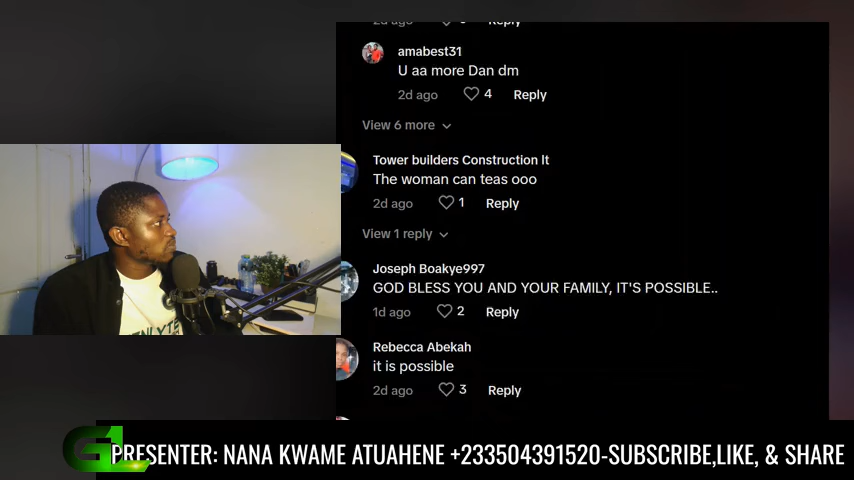 Reply
amabest31
U aa more Dan dm
2d ago 4 Reply
View 6 more
Tower builders Construction lt
The woman can teas ooo
2d ago 1 Reply
View 1 reply
Joseph Boakye997
GOD BLESS YOU AND YOUR FAMILY, IT'S POSSIBLE..
1d ago 2 Reply
Rebecca Abekah
it is possible
2d ago 3 Reply
PRESENTER: NANA KWAME ATUAHENE +233504391520-SUBSCRIBE,LIKE, & SHARE